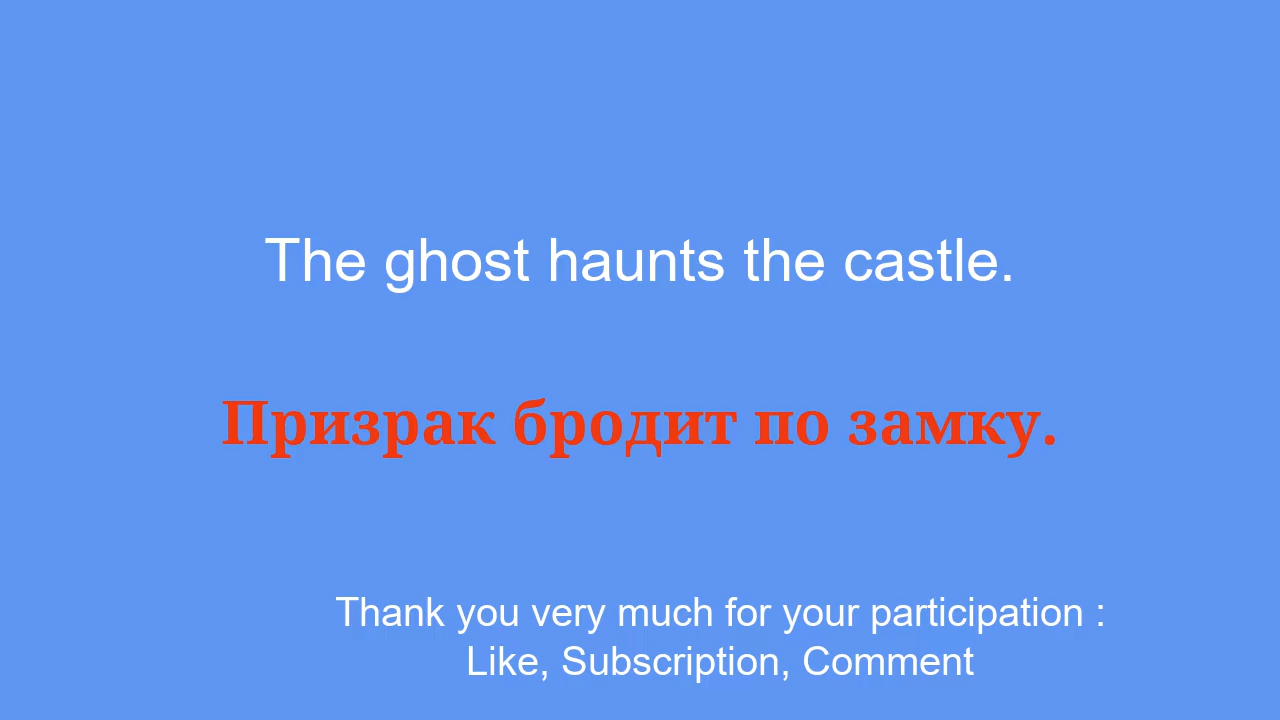 The ghost haunts the castle.
Призрак бродит по замку.
Thank you very much for your participation :
Like, Subscription, Comment